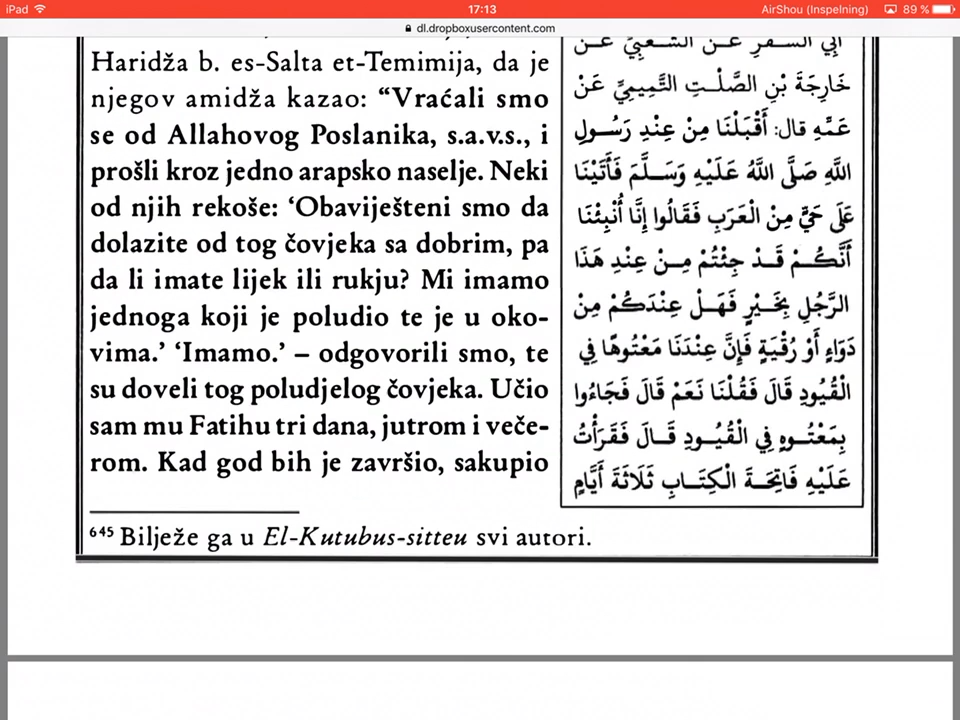 iPad
17:13
AirShou (Inspelning)
89 %
dl.dropboxusercontent.com
Haridža b. es-Salta et-Temimija, da je
njegov amidža kazao: “Vraćali smo
se od Allahovog Poslanika, s.a.v.s., i
prošli kroz jedno arapsko naselje. Neki
od njih rekoše: ‘Obaviješteni smo da
dolazite od tog čovjeka sa dobrim, pa
da li imate lijek ili rukju? Mi imamo
jednoga koji je poludio te je u oko-
vima.’ ‘Imamo.’ – odgovorili smo, te
su doveli tog poludjelog čovjeka. Učio
sam mu Fatihu tri dana, jutrom i veče-
rom. Kad god bih je završio, sakupio
أَبِي السَّفَرِ عَنْ الشَّعْبِيِّ عَنْ
خَارِجَةَ بْنِ الصَّلْتِ التَّمِيمِيِّ عَنْ
عَمِّهِ قال: أَقْبَلْنَا مِنْ عِنْدِ رَسُولِ
اللَّهِ صَلَّى اللَّهُ عَلَيْهِ وَسَلَّمَ فَأَتَيْنَا
عَلَى حَيٍّ مِنْ الْعَرَبِ فَقَالُوا إِنَّا أُنْبِئْنَا
أَنَّكُمْ قَدْ جِئْتُمْ مِنْ عِنْدِ هَذَا
الرَّجُلِ بِخَيْرٍ فَهَلْ عِنْدَكُمْ مِنْ
دَوَاءٍ أَوْ رُقْيَةٍ فَإِنَّ عِنْدَنَا مَعْتُوهًا فِي
الْقُيُودِ قَالَ فَقُلْنَا نَعَمْ قَالَ فَجَاءُوا
بِمَعْتُوهٍ فِي الْقُيُودِ قَالَ فَقَرَأْتُ
عَلَيْهِ فَاتِحَةَ الْكِتَابِ ثَلَاثَةَ أَيَّامٍ
645 Bilježe ga u El-Kutubus-sitteu svi autori.